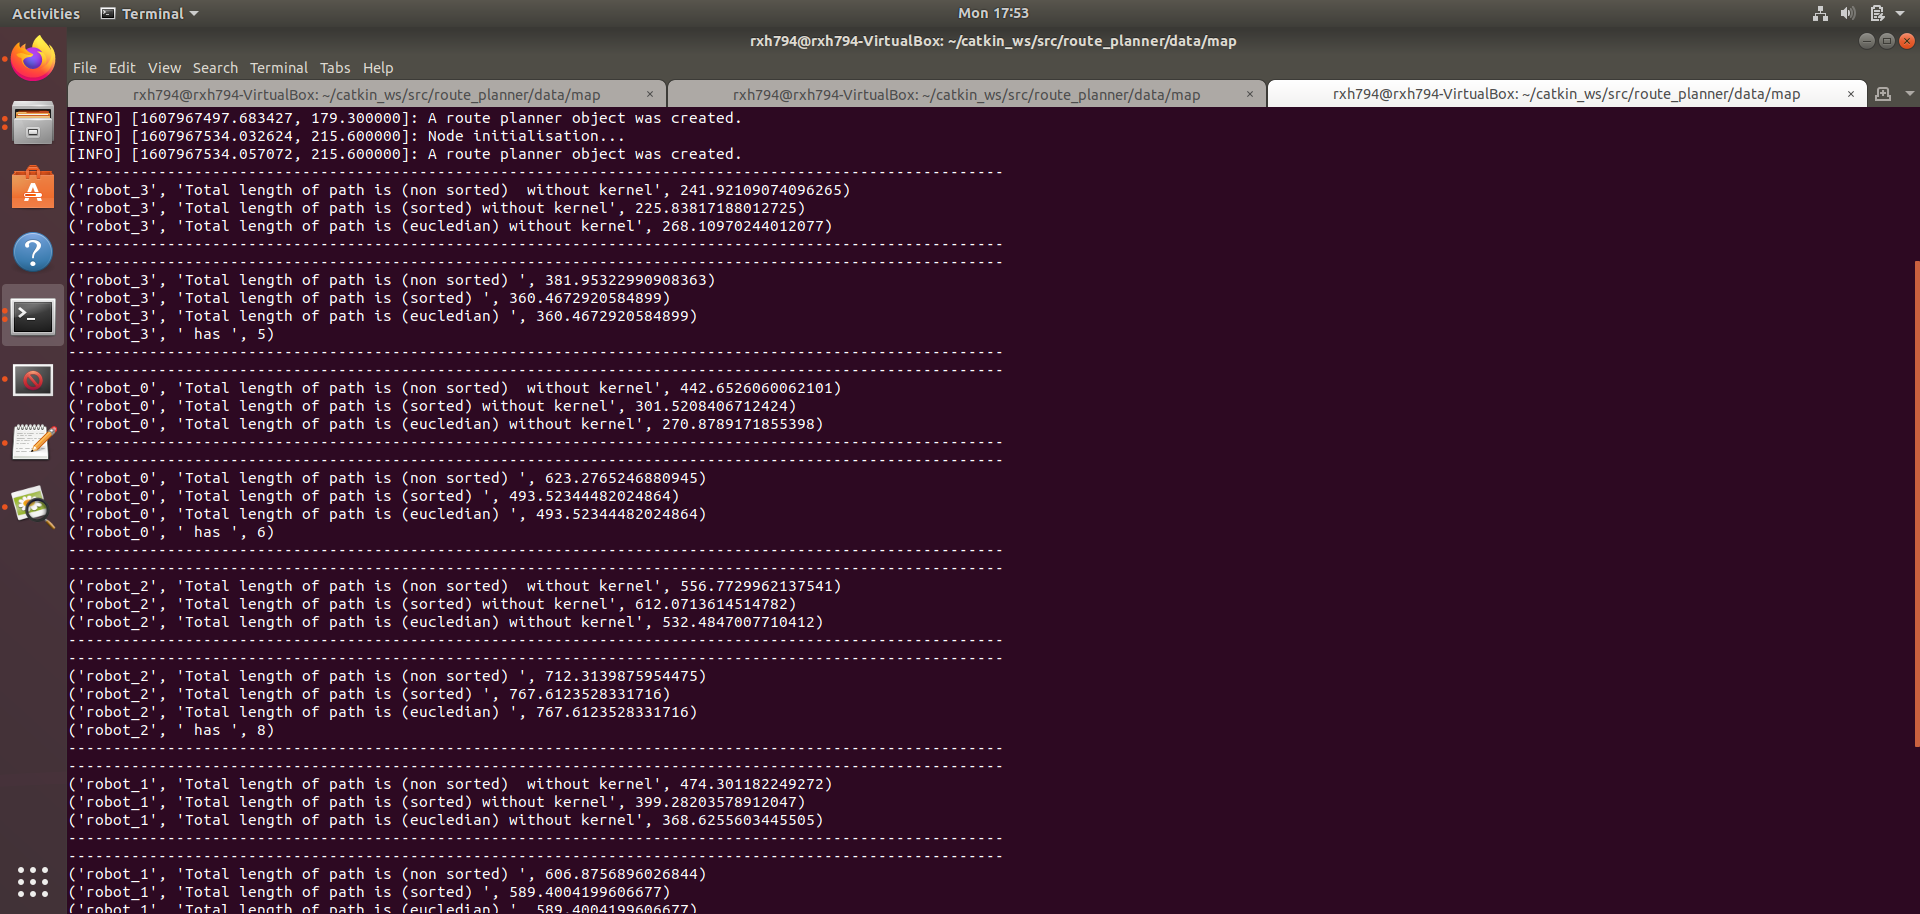 Activities Terminal Mon 17:53
rxh794@rxh794-VirtualBox: ~/catkin_ws/src/route_planner/data/map
File Edit View Search Terminal Tabs Help
rxh794@rxh794-VirtualBox: ~/catkin_ws/src/route_planner/data/map × rxh794@rxh794-VirtualBox: ~/catkin_ws/src/route_planner/data/map × rxh794@rxh794-VirtualBox: ~/catkin_ws/src/route_planner/data/map ×
[INFO] [1607967497.683427, 179.300000]: A route planner object was created.
[INFO] [1607967534.032624, 215.600000]: Node initialisation...
[INFO] [1607967534.057072, 215.600000]: A route planner object was created.
--------------------------------------------------------------------------------------------------------
('robot_3', 'Total length of path is (non sorted)  without kernel', 241.92109074096265)
('robot_3', 'Total length of path is (sorted) without kernel', 225.83817188012725)
('robot_3', 'Total length of path is (eucledian) without kernel', 268.10970244012077)
--------------------------------------------------------------------------------------------------------
--------------------------------------------------------------------------------------------------------
('robot_3', 'Total length of path is (non sorted) ', 381.95322990908363)
('robot_3', 'Total length of path is (sorted) ', 360.4672920584899)
('robot_3', 'Total length of path is (eucledian) ', 360.4672920584899)
('robot_3', ' has ', 5)
--------------------------------------------------------------------------------------------------------
--------------------------------------------------------------------------------------------------------
('robot_0', 'Total length of path is (non sorted)  without kernel', 442.6526060062101)
('robot_0', 'Total length of path is (sorted) without kernel', 301.5208406712424)
('robot_0', 'Total length of path is (eucledian) without kernel', 270.8789171855398)
--------------------------------------------------------------------------------------------------------
--------------------------------------------------------------------------------------------------------
('robot_0', 'Total length of path is (non sorted) ', 623.2765246880945)
('robot_0', 'Total length of path is (sorted) ', 493.52344482024864)
('robot_0', 'Total length of path is (eucledian) ', 493.52344482024864)
('robot_0', ' has ', 6)
--------------------------------------------------------------------------------------------------------
--------------------------------------------------------------------------------------------------------
('robot_2', 'Total length of path is (non sorted)  without kernel', 556.7729962137541)
('robot_2', 'Total length of path is (sorted) without kernel', 612.0713614514782)
('robot_2', 'Total length of path is (eucledian) without kernel', 532.4847007710412)
--------------------------------------------------------------------------------------------------------
--------------------------------------------------------------------------------------------------------
('robot_2', 'Total length of path is (non sorted) ', 712.3139875954475)
('robot_2', 'Total length of path is (sorted) ', 767.6123528331716)
('robot_2', 'Total length of path is (eucledian) ', 767.6123528331716)
('robot_2', ' has ', 8)
--------------------------------------------------------------------------------------------------------
--------------------------------------------------------------------------------------------------------
('robot_1', 'Total length of path is (non sorted)  without kernel', 474.301182249272)
('robot_1', 'Total length of path is (sorted) without kernel', 399.28203578912047)
('robot_1', 'Total length of path is (eucledian) without kernel', 368.6255603445505)
--------------------------------------------------------------------------------------------------------
--------------------------------------------------------------------------------------------------------
('robot_1', 'Total length of path is (non sorted) ', 606.8756896026844)
('robot_1', 'Total length of path is (sorted) ', 589.4004199606677)
('robot_1', 'Total length of path is (eucledian) ', 589.4004199606677)